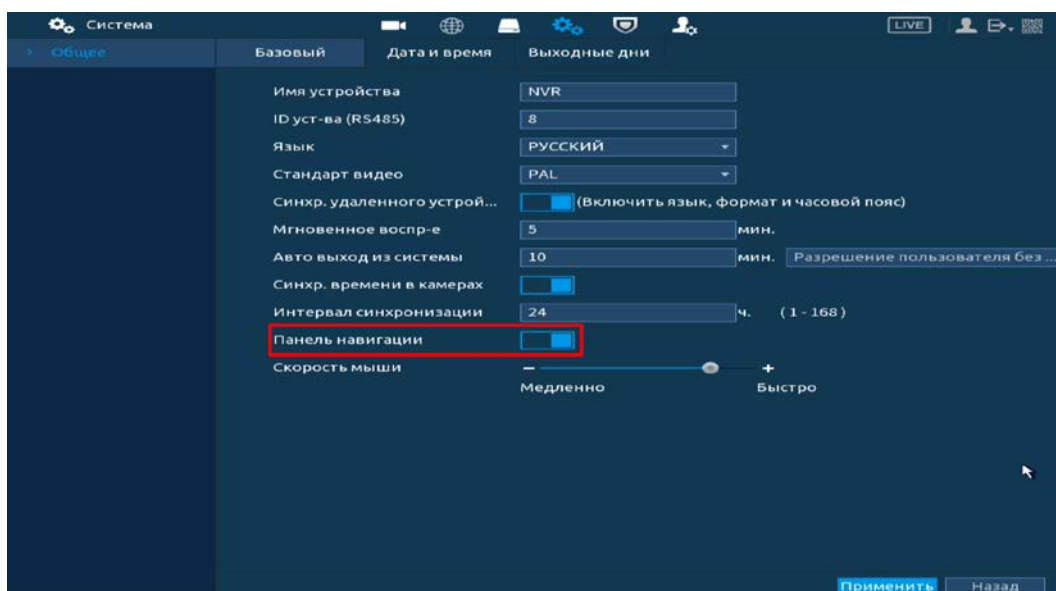 Система LIVE
Общее
Базовый Дата и время Выходные дни
Имя устройства NVR
ID уст-ва (RS485) 8
Язык РУССКИЙ
Стандарт видео PAL
Синхр. удаленного устрой... (Включить язык, формат и часовой пояс)
Мгновенное воспр-е 5 мин.
Авто выход из системы 10 мин. Разрешение пользователя без ...
Синхр. времени в камерах
Интервал синхронизации 24 ч. (1 - 168)
Панель навигации
Скорость мыши
Медленно Быстро
Применить Назад